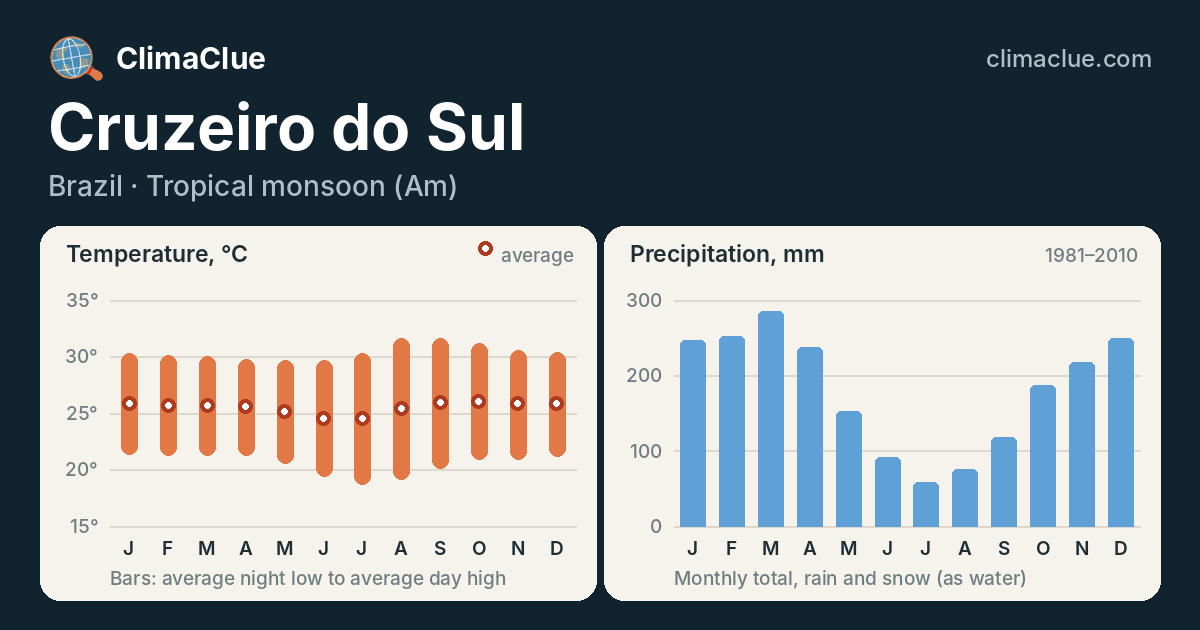 ClimaClue
climaclue.com
Cruzeiro do Sul
Brazil · Tropical monsoon (Am)
Temperature, °C
average
35°
30°
25°
20°
15°
J F M A M J J A S O N D
Bars: average night low to average day high
Precipitation, mm
1981–2010
300
200
100
0
J F M A M J J A S O N D
Monthly total, rain and snow (as water)